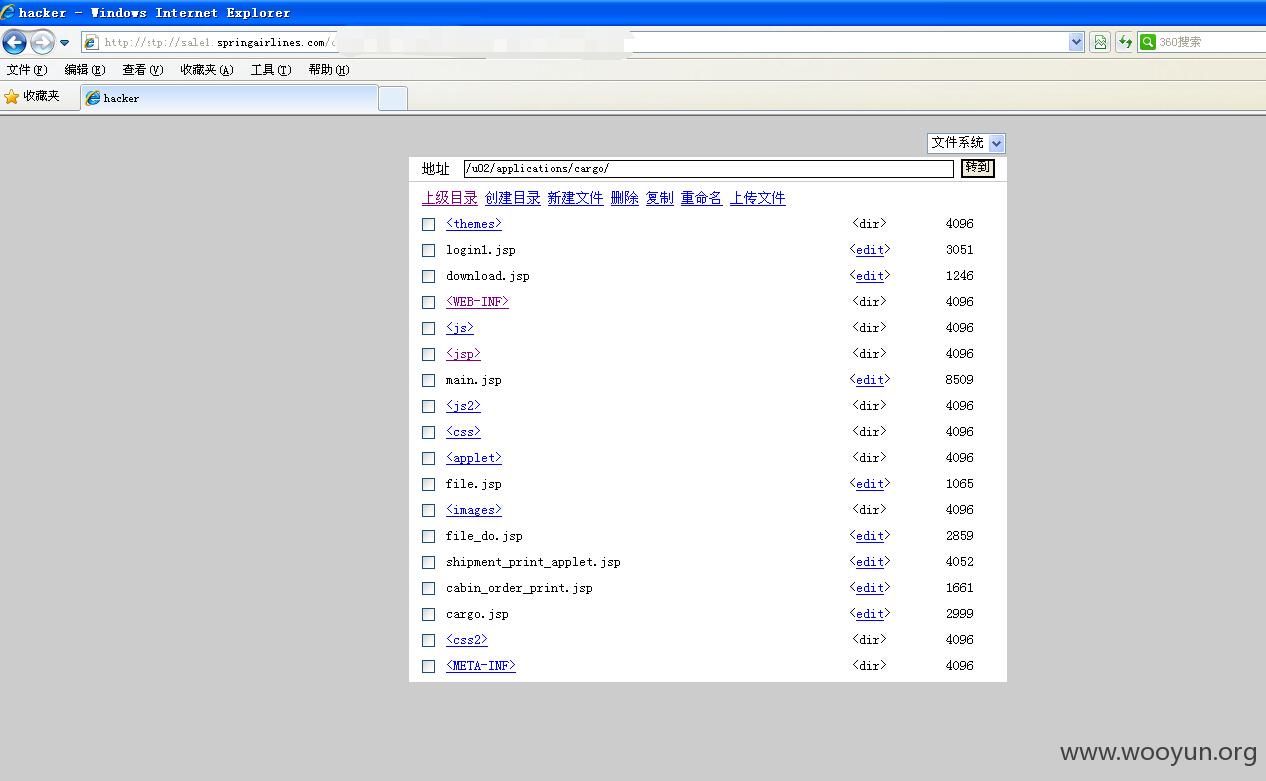 hacker - Windows Internet Explorer
http://stp://sale1.springairlines.com/
360搜索
文件(F) 编辑(E) 查看(V) 收藏夹(A) 工具(T) 帮助(H)
收藏夹 hacker
文件系统
地址 /u02/applications/cargo/ 转到
上级目录 创建目录 新建文件 删除 复制 重命名 上传文件
<themes> <dir> 4096
login1.jsp <edit> 3051
download.jsp <edit> 1246
<WEB-INF> <dir> 4096
<js> <dir> 4096
<jsp> <dir> 4096
main.jsp <edit> 8509
<js2> <dir> 4096
<css> <dir> 4096
<applet> <dir> 4096
file.jsp <edit> 1065
<images> <dir> 4096
file_do.jsp <edit> 2859
shipment_print_applet.jsp <edit> 4052
cabin_order_print.jsp <edit> 1661
cargo.jsp <edit> 2999
<css2> <dir> 4096
<META-INF> <dir> 4096
www.wooyun.org